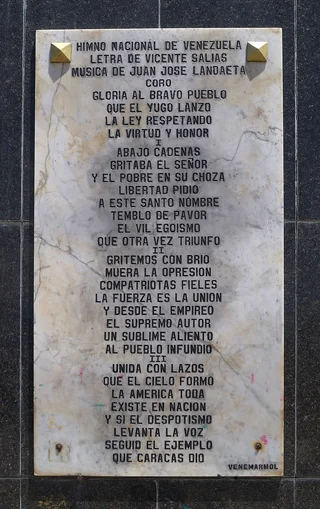 HIMNO NACIONAL DE VENEZUELA
LETRA DE VICENTE SALIAS
MUSICA DE JUAN JOSE LANDAETA
CORO
GLORIA AL BRAVO PUEBLO
QUE EL YUGO LANZO
LA LEY RESPETANDO
LA VIRTUD Y HONOR
I
ABAJO CADENAS
GRITABA EL SEÑOR
Y EL POBRE EN SU CHOZA
LIBERTAD PIDIO
A ESTE SANTO NOMBRE
TEMBLO DE PAVOR
EL VIL EGOISMO
QUE OTRA VEZ TRIUNFO
II
GRITEMOS CON BRIO
MUERA LA OPRESION
COMPATRIOTAS FIELES
LA FUERZA ES LA UNION
Y DESDE EL EMPIREO
EL SUPREMO AUTOR
UN SUBLIME ALIENTO
AL PUEBLO INFUNDIO
III
UNIDA CON LAZOS
QUE EL CIELO FORMO
LA AMERICA TODA
EXISTE EN NACION
Y SI EL DESPOTISMO
LEVANTA LA VOZ
SEGUID EL EJEMPLO
QUE CARACAS DIO
VENEMARMOL